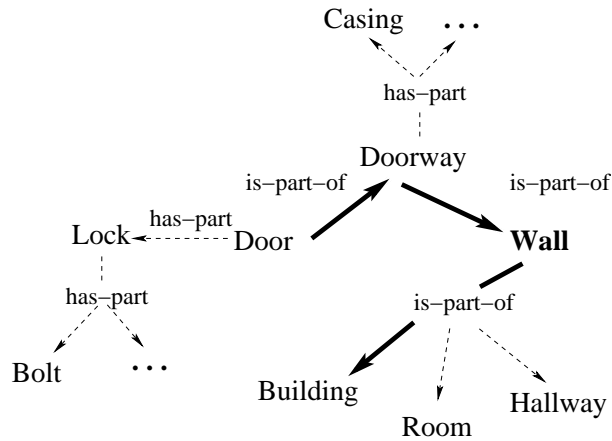 Casing ...
has−part
Doorway
is−part−of is−part−of
has−part
Lock Door Wall
has−part is−part−of
Bolt ...
Building Hallway
Room